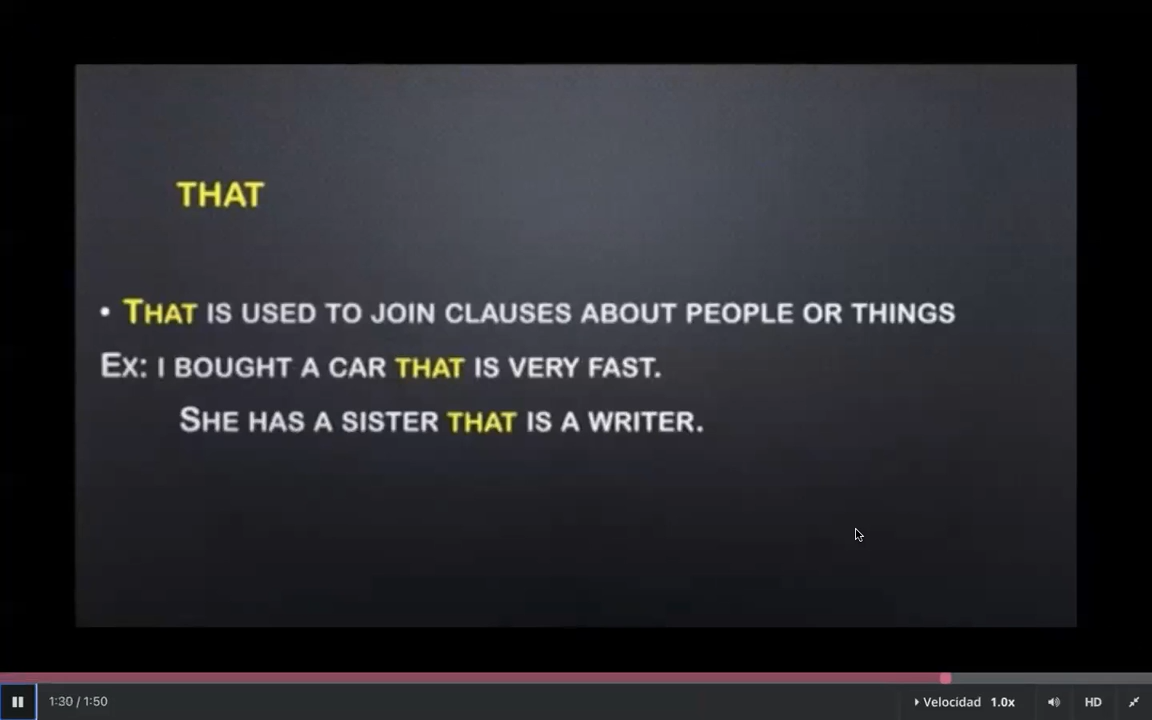 THAT
• THAT IS USED TO JOIN CLAUSES ABOUT PEOPLE OR THINGS
EX: I BOUGHT A CAR THAT IS VERY FAST.
SHE HAS A SISTER THAT IS A WRITER.
1:30 / 1:50 Velocidad 1.0x HD